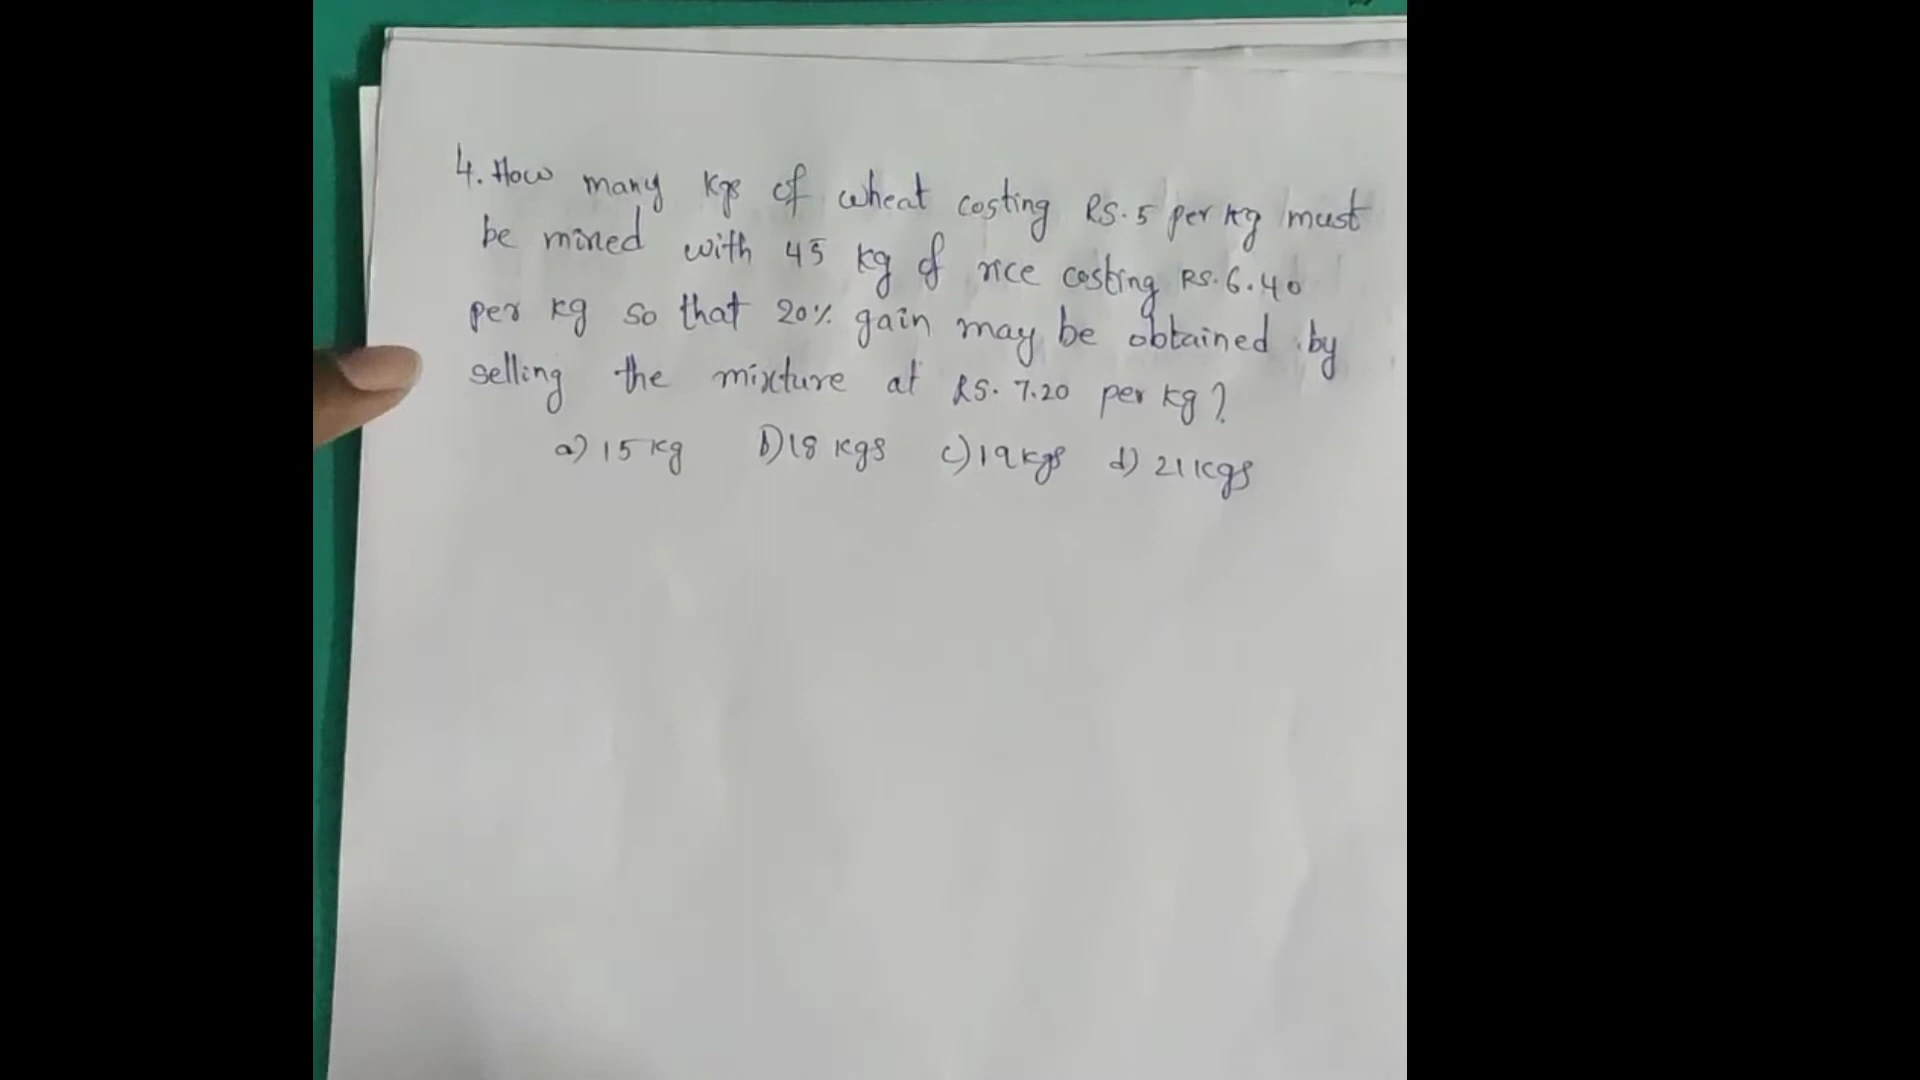 4. How many kgs of wheat costing RS. 5 per kg must
be mixed with 45 kg of rice costing RS. 6.40
per kg so that 20% gain may be obtained by
selling the mixture at RS. 7.20 per kg?
a) 15 kg b) 18 kgs c) 19 kgs d) 21 kgs